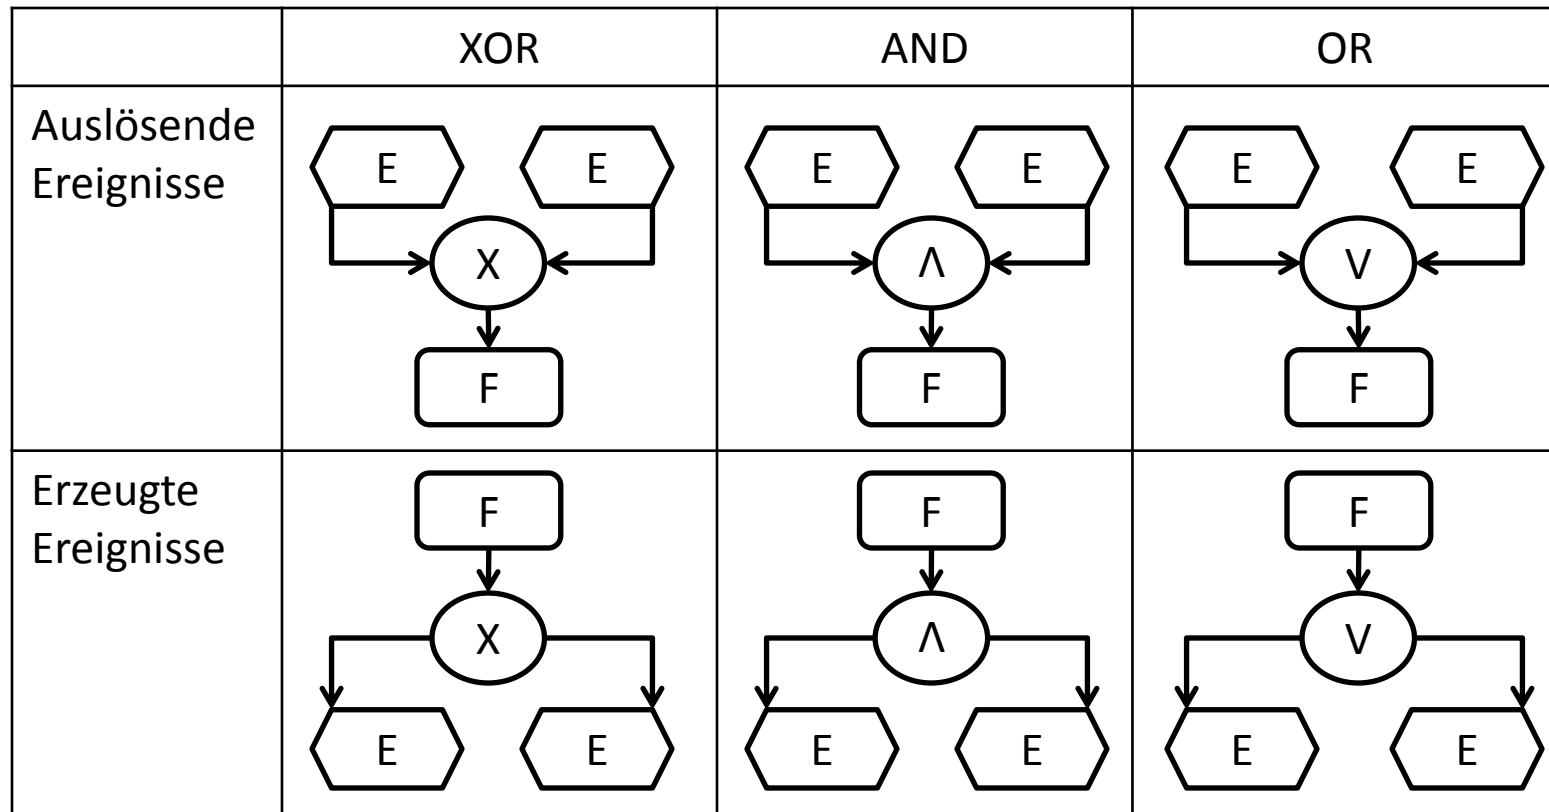 XOR AND OR
Auslösende
Ereignisse
E E E E E E
X Λ V
F F F
Erzeugte
Ereignisse
F F F
X Λ V
E E E E E E